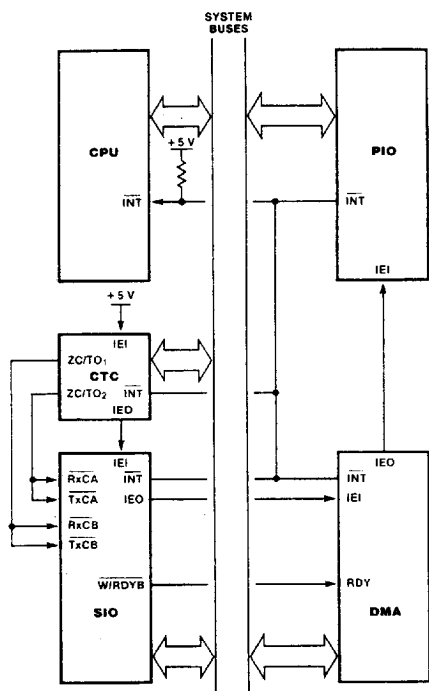 SYSTEM
BUSES
CPU
+5 V
INT
PIO
INT
IEI
+5 V
IEI
ZC/TO1
CTC
ZC/TO2
INT
IEO
IEI
RxCA
INT
TxCA
IEO
RxCB
TxCB
W/RDYB
SIO
IEO
INT
IEI
RDY
DMA